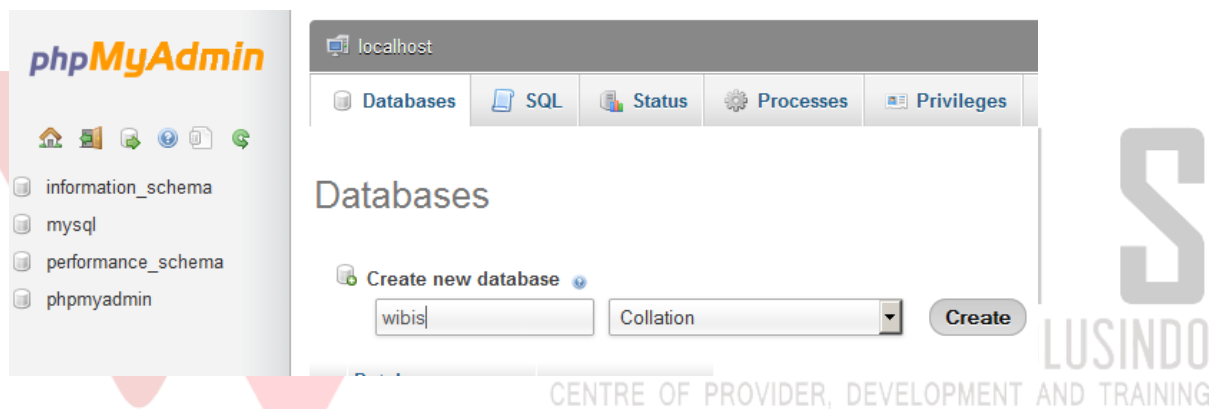 phpMyAdmin
information_schema
mysql
performance_schema
phpmyadmin
localhost
Databases
SQL
Status
Processes
Privileges
Databases
Create new database
wibis
Collation
Create
S
LUSINDO
CENTRE OF PROVIDER, DEVELOPMENT AND TRAINING